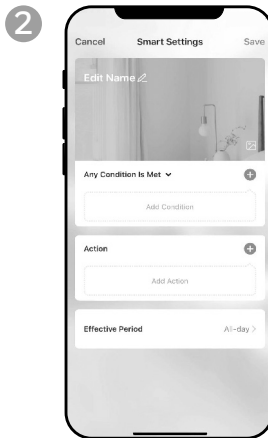 2
Cancel Smart Settings Save
Edit Name
Any Condition Is Met
Add Condition
Action
Add Action
Effective Period All-day